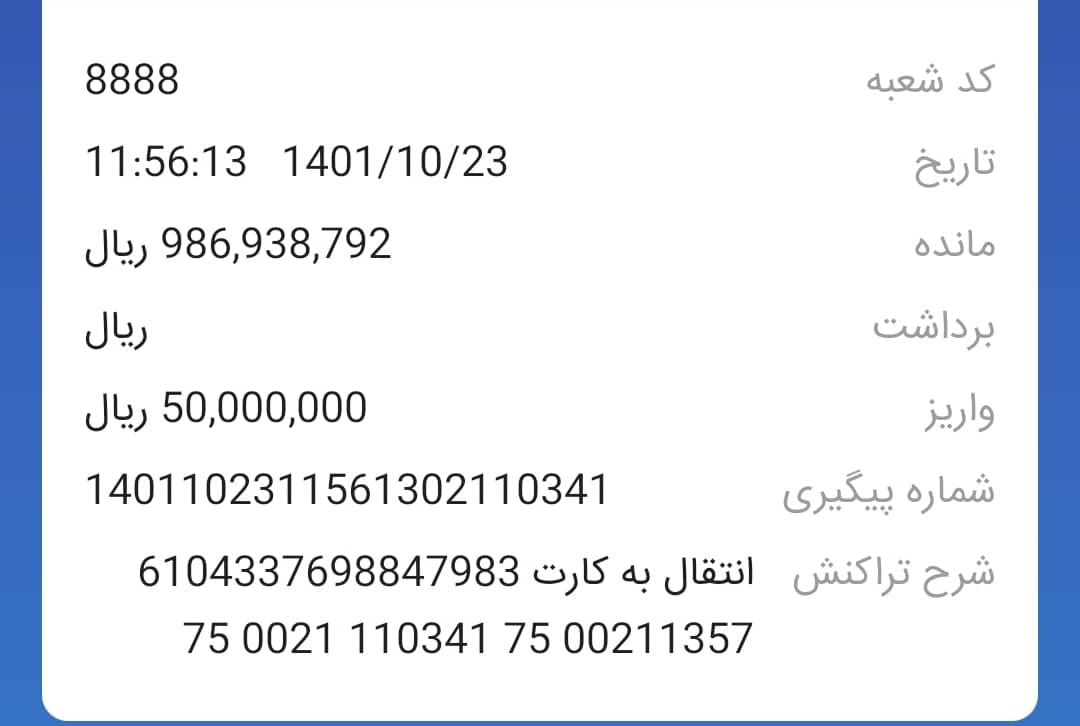 کد شعبه 8888
تاریخ 1401/10/23 11:56:13
مانده 986,938,792 ریال
برداشت ریال
واریز 50,000,000 ریال
شماره پیگیری 1401102311561302110341
شرح تراکنش انتقال به کارت 6104337698847983
75 0021 110341 75 00211357